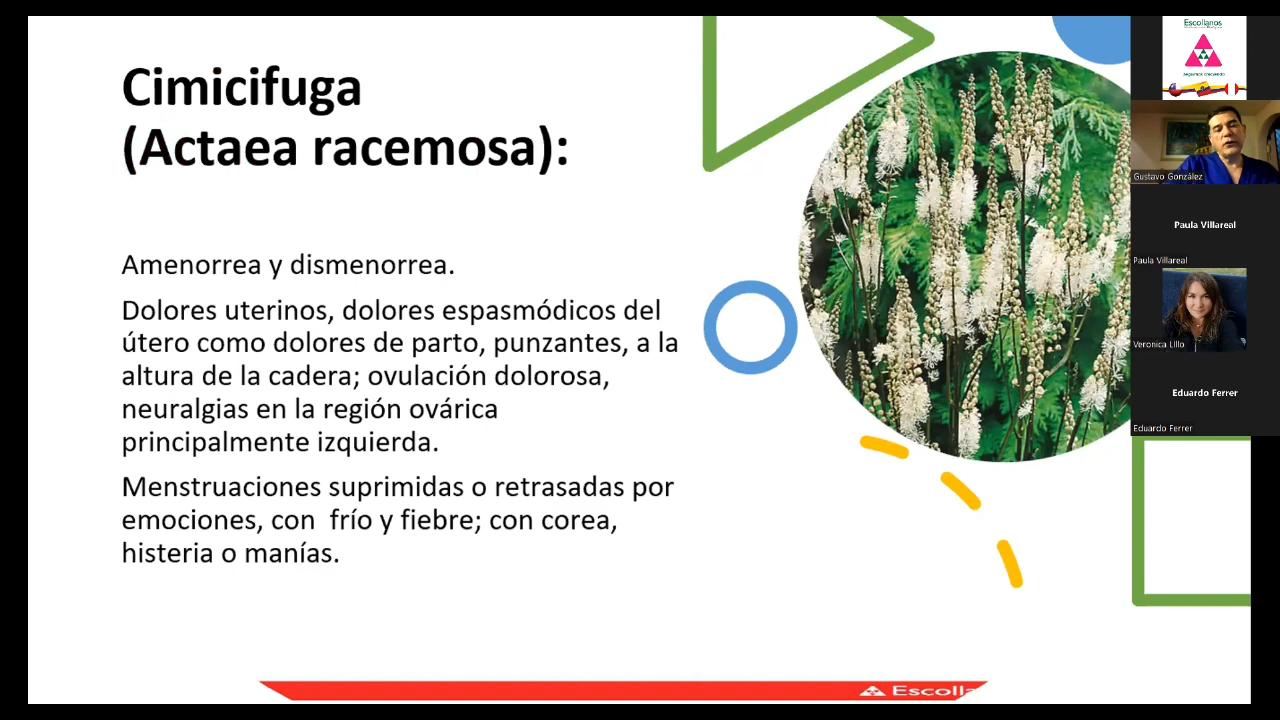 Cimicifuga
(Actaea racemosa):
Amenorrea y dismenorrea.
Dolores uterinos, dolores espasmódicos del
útero como dolores de parto, punzantes, a la
altura de la cadera; ovulación dolorosa,
neuralgias en la región ovárica
principalmente izquierda.
Menstruaciones suprimidas o retrasadas por
emociones, con  frío y fiebre; con corea,
histeria o manías.
Escolla
Escollanos
Gustavo González
Paula Villareal
Paula Villareal
Veronica LIllo
Eduardo Ferrer
Eduardo Ferrer